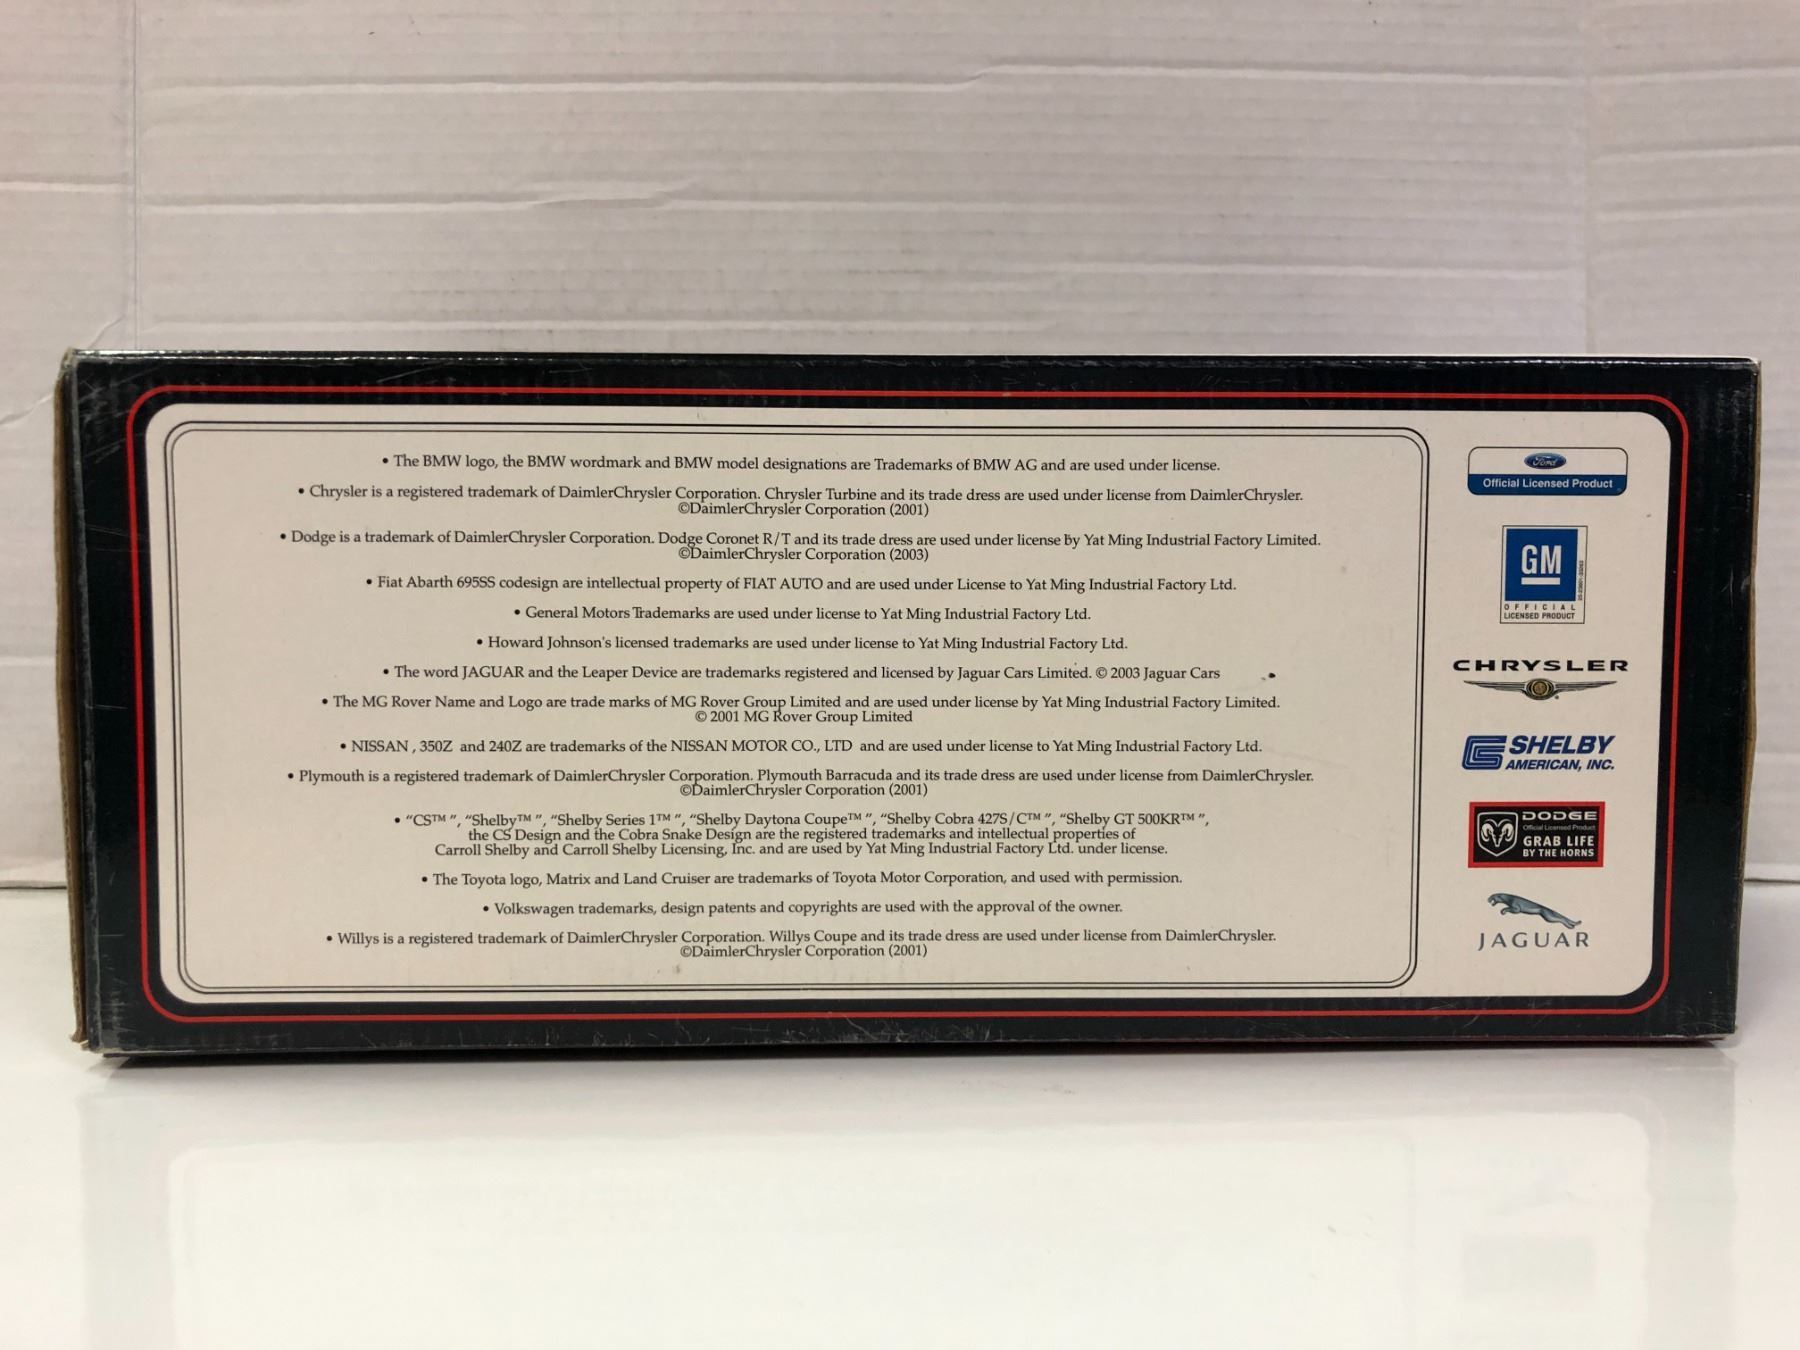 • The BMW logo, the BMW wordmark and BMW model designations are Trademarks of BMW AG and are used under license.
• Chrysler is a registered trademark of DaimlerChrysler Corporation. Chrysler Turbine and its trade dress are used under license from DaimlerChrysler.
©DaimlerChrysler Corporation (2001)
• Dodge is a trademark of DaimlerChrysler Corporation. Dodge Coronet R/T and its trade dress are used under license by Yat Ming Industrial Factory Limited.
©DaimlerChrysler Corporation (2003)
• Fiat Abarth 695SS codesign are intellectual property of FIAT AUTO and are used under License to Yat Ming Industrial Factory Ltd.
• General Motors Trademarks are used under license to Yat Ming Industrial Factory Ltd.
• Howard Johnson's licensed trademarks are used under license to Yat Ming Industrial Factory Ltd.
• The word JAGUAR and the Leaper Device are trademarks registered and licensed by Jaguar Cars Limited. © 2003 Jaguar Cars
• The MG Rover Name and Logo are trade marks of MG Rover Group Limited and are used under license by Yat Ming Industrial Factory Limited.
© 2001 MG Rover Group Limited
• NISSAN , 350Z and 240Z are trademarks of the NISSAN MOTOR CO., LTD and are used under license to Yat Ming Industrial Factory Ltd.
• Plymouth is a registered trademark of DaimlerChrysler Corporation. Plymouth Barracuda and its trade dress are used under license from DaimlerChrysler.
©DaimlerChrysler Corporation (2001)
• “CS™ ”, “Shelby™ ”, “Shelby Series 1™ ”, “Shelby Daytona Coupe™ ”, “Shelby Cobra 427S/C™ ”, “Shelby GT 500KR™ ”,
the CS Design and the Cobra Snake Design are the registered trademarks and intellectual properties of
Carroll Shelby and Carroll Shelby Licensing, Inc. and are used by Yat Ming Industrial Factory Ltd. under license.
• The Toyota logo, Matrix and Land Cruiser are trademarks of Toyota Motor Corporation, and used with permission.
• Volkswagen trademarks, design patents and copyrights are used with the approval of the owner.
• Willys is a registered trademark of DaimlerChrysler Corporation. Willys Coupe and its trade dress are used under license from DaimlerChrysler.
©DaimlerChrysler Corporation (2001)
Ford
Official Licensed Product
GM
OFFICIAL
LICENSED PRODUCT
CHRYSLER
SHELBY
AMERICAN, INC.
DODGE
Official Licensed Product
GRAB LIFE
BY THE HORNS
JAGUAR